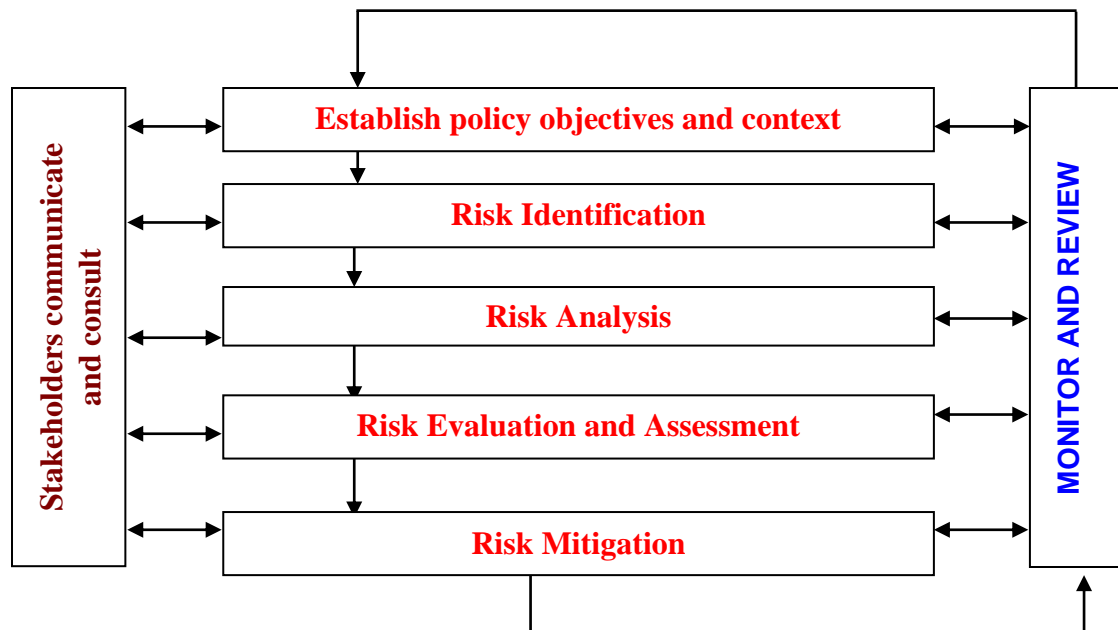 Establish policy objectives and context
Risk Identification
Risk Analysis
Risk Evaluation and Assessment
Risk Mitigation
Stakeholders communicate
and consult
MONITOR AND REVIEW